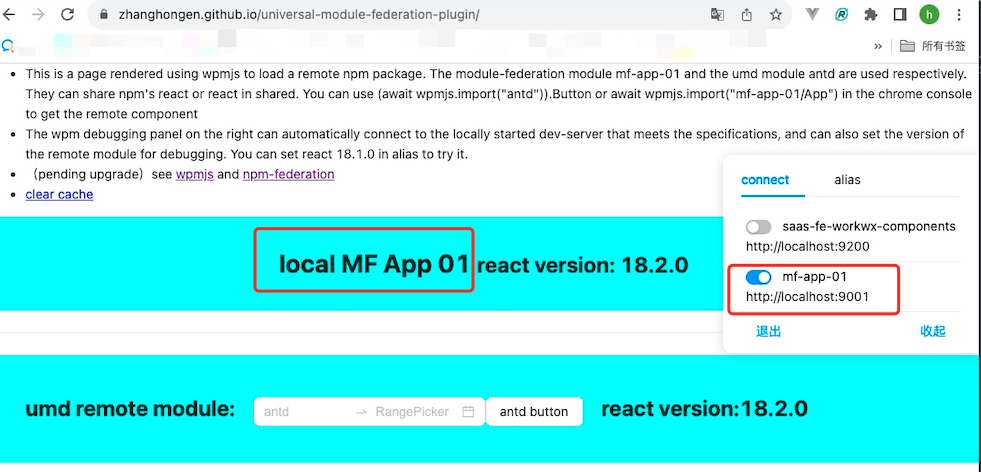 zhanghongen.github.io/universal-module-federation-plugin/
h
» 所有书签
This is a page rendered using wpmjs to load a remote npm package. The module-federation module mf-app-01 and the umd module antd are used respectively.
They can share npm's react or react in shared. You can use (await wpmjs.import("antd")).Button or await wpmjs.import("mf-app-01/App") in the chrome console
to get the remote component
The wpm debugging panel on the right can automatically connect to the locally started dev-server that meets the specifications, and can also set the version of
the remote module for debugging. You can set react 18.1.0 in alias to try it.
（pending upgrade）see wpmjs and npm-federation
clear cache
connect alias
saas-fe-workwx-components
http://localhost:9200
mf-app-01
http://localhost:9001
退出 收起
local MF App 01 react version: 18.2.0
umd remote module: antd RangePicker antd button react version:18.2.0